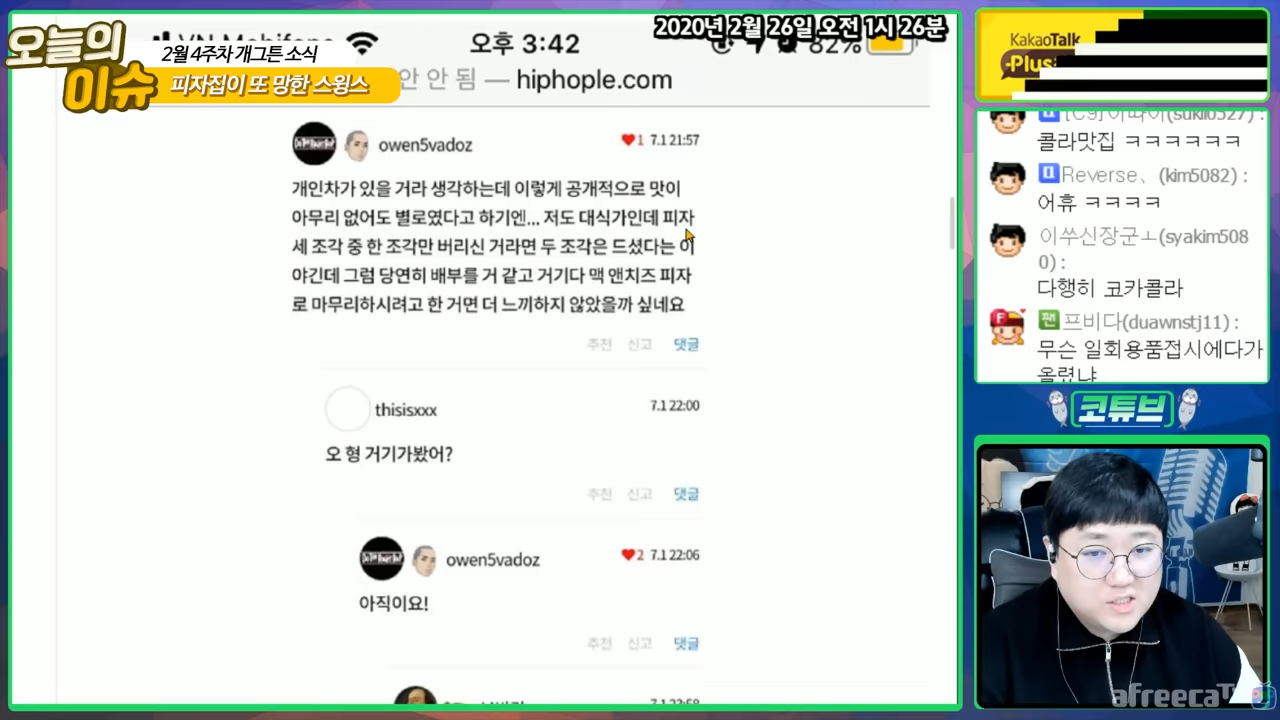 오늘의
이슈
2월 4주차 개그튼 소식
피자집이 또 망한 스윙스
오후 3:42
82%
2020년 2월 26일 오전 1시 26분
안 안 됨 — hiphople.com
owen5vadoz
1 7.1 21:57
개인차가 있을 거라 생각하는데 이렇게 공개적으로 맛이
아무리 없어도 별로였다고 하기엔... 저도 대식가인데 피자
세 조각 중 한 조각만 버리신 거라면 두 조각은 드셨다는 이
야긴데 그럼 당연히 배부를 거 같고 거기다 맥 앤치즈 피자
로 마무리하시려고 한 거면 더 느끼하지 않았을까 싶네요
추천 신고 댓글
thisisxxx
7.1 22:00
오 형 거기가봤어?
추천 신고 댓글
owen5vadoz
2 7.1 22:06
아직이요!
추천 신고 댓글
KakaoTalk
콜라맛집 ㅋㅋㅋㅋㅋㅋ
Reverse、(kim5082) :
어휴 ㅋㅋㅋㅋ
이쑤신장군ㅗ(syakim508
0) :
다행히 코카콜라
팬 프비다(duawnstj11) :
무슨 일회용품접시에다가
올렸냐
코튜브